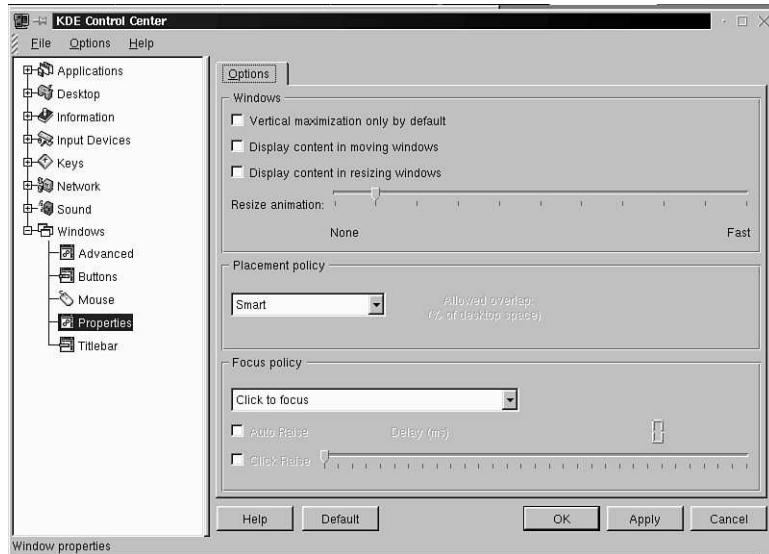 KDE Control Center
File Options Help
Applications
Desktop
Information
Input Devices
Keys
Network
Sound
Windows
Advanced
Buttons
Mouse
Properties
Titlebar
Options
Windows
Vertical maximization only by default
Display content in moving windows
Display content in resizing windows
Resize animation:
None Fast
Placement policy
Smart
Allowed overlap:
(% of desktop space)
Focus policy
Click to focus
Auto Raise Delay (ms) 0
Click Raise
Help Default OK Apply Cancel
Window properties